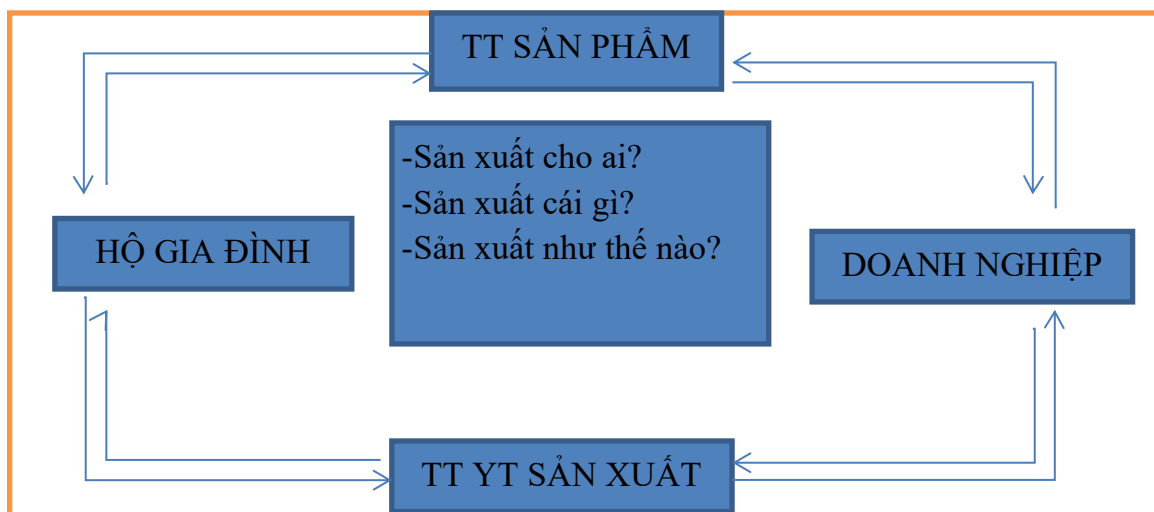 TT SẢN PHẨM
-Sản xuất cho ai?
-Sản xuất cái gì?
-Sản xuất như thế nào?
HỘ GIA ĐÌNH
DOANH NGHIỆP
TT YT SẢN XUẤT